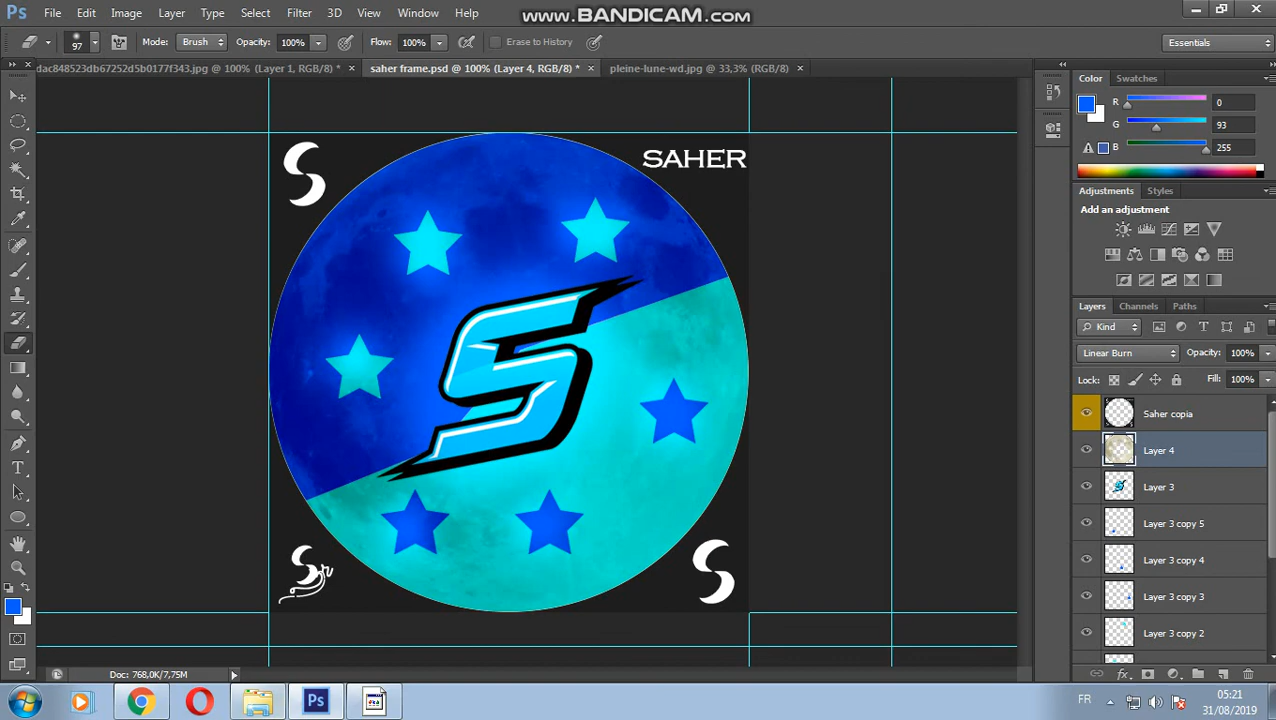 www.BANDICAM.com
Ps File Edit Image Layer Type Select Filter 3D View Window Help
97 Mode: Brush Opacity: 100% Flow: 100% Erase to History Essentials
dac848523db67252d5b0177f343.jpg @ 100% (Layer 1, RGB/8) * × saher frame.psd @ 100% (Layer 4, RGB/8) * × pleine-lune-wd.jpg @ 33,3% (RGB/8) ×
Color Swatches
R 0
G 93
B 255
Adjustments Styles
Add an adjustment
Layers Channels Paths
Kind
Linear Burn Opacity: 100%
Lock: Fill: 100%
Saher copia
Layer 4
Layer 3
Layer 3 copy 5
Layer 3 copy 4
Layer 3 copy 3
Layer 3 copy 2
S SAHER
S
S
Doc: 768,0K/7,75M
Ps FR 05:21
31/08/2019